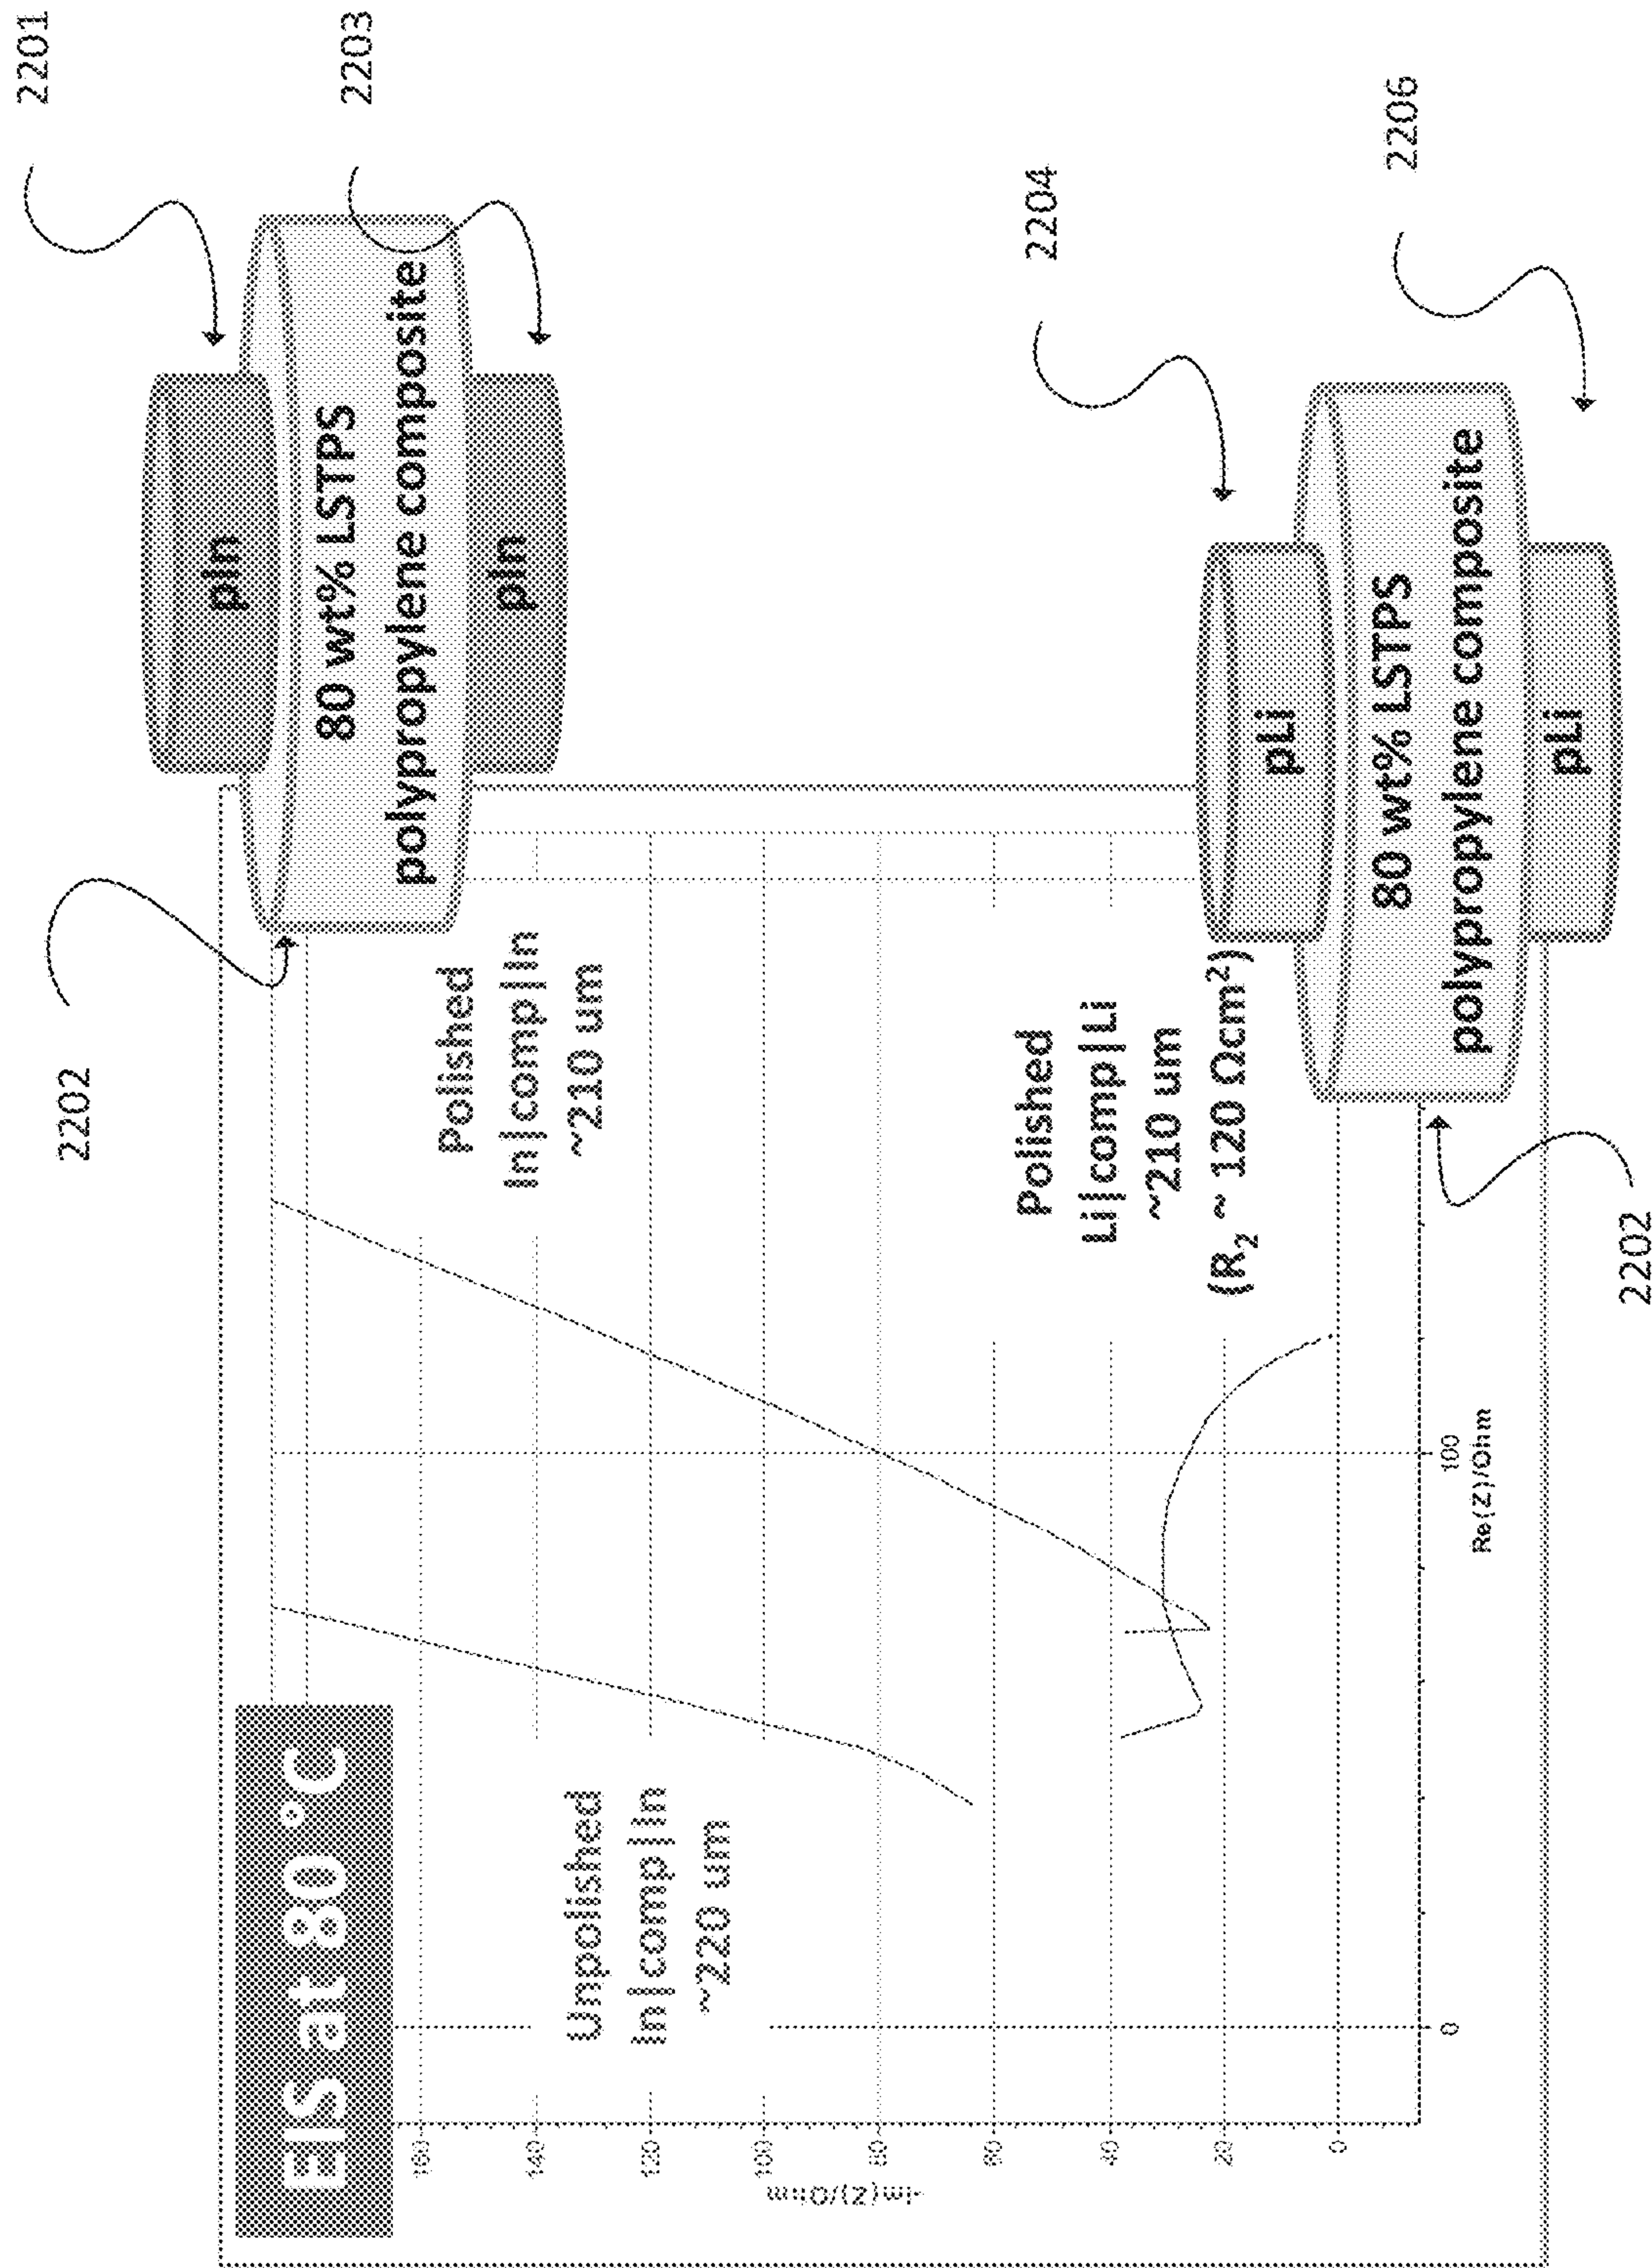 EIS at 80 °C
2202
2201
2203
pIn
80 wt% LSTPS
polypropylene composite
pIn
Unpolished
In|comp|In
~220 um
Polished
In|comp|In
~210 um
Polished
Li|comp|Li
~210 um
(R2 ~ 120 Ωcm²)
2204
2206
pLi
80 wt% LSTPS
polypropylene composite
pLi
2202
-Im(Z)/Ohm
160
140
120
100
80
60
40
20
0
0
100
Re(Z)/Ohm